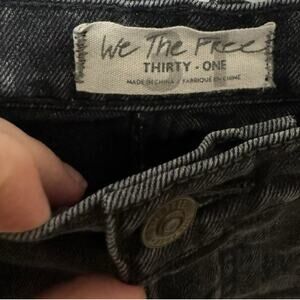 We The Free
THIRTY - ONE
MADE IN CHINA / FABRIQUÉ EN CHINE